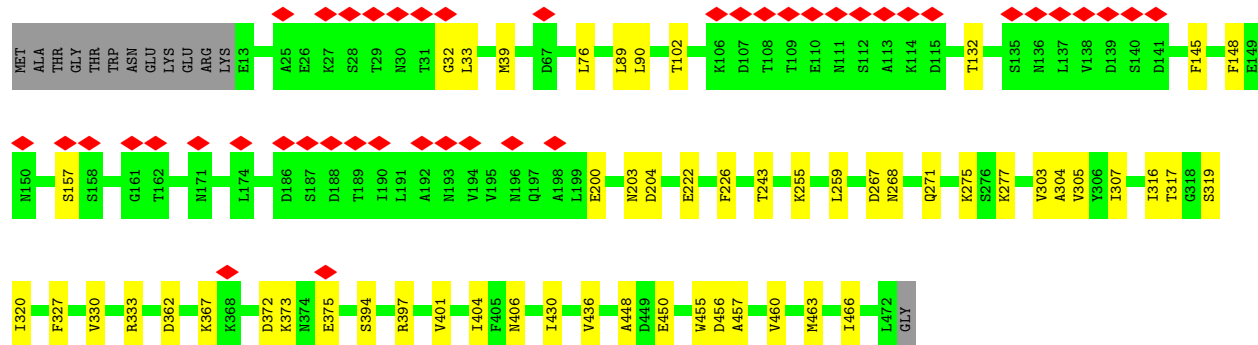 MET ALA THR GLY THR TRP ASN GLU LYS GLU ARG LYS E13 A25 E26 K27 S28 T29 N30 T31 G32 L33 M39 D67 L76 L89 L90 T102 K106 D107 T108 T109 E110 N111 S112 A113 K114 D115 T132 S135 N136 L137 V138 D139 S140 D141 F145 F148 E149
N150 S157 S158 G161 T162 N171 L174 D186 S187 D188 T189 I190 L191 A192 N193 V194 V195 N196 Q197 A198 L199 E200 N203 D204 E222 F226 T243 K255 L259 D267 N268 Q271 K275 S276 K277 V303 A304 V305 Y306 I307 I316 T317 G318 S319
I320 F327 V330 R333 D362 K367 K368 D372 K373 N374 E375 S394 R397 V401 I404 F405 N406 I430 V436 A448 D449 E450 W455 D456 A457 V460 M463 I466 L472 GLY